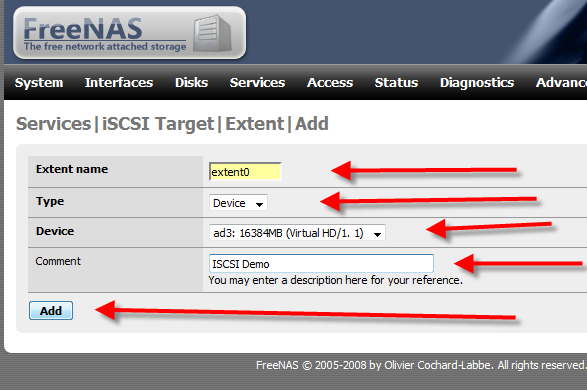 FreeNAS
The free network attached storage
System Interfaces Disks Services Access Status Diagnostics Advanc
Services|iSCSI Target|Extent|Add
Extent name extent0
Type Device
Device ad3: 16384MB (Virtual HD/1. 1)
Comment ISCSI Demo
You may enter a description here for your reference.
Add
FreeNAS © 2005-2008 by Olivier Cochard-Labbe. All rights reserved.